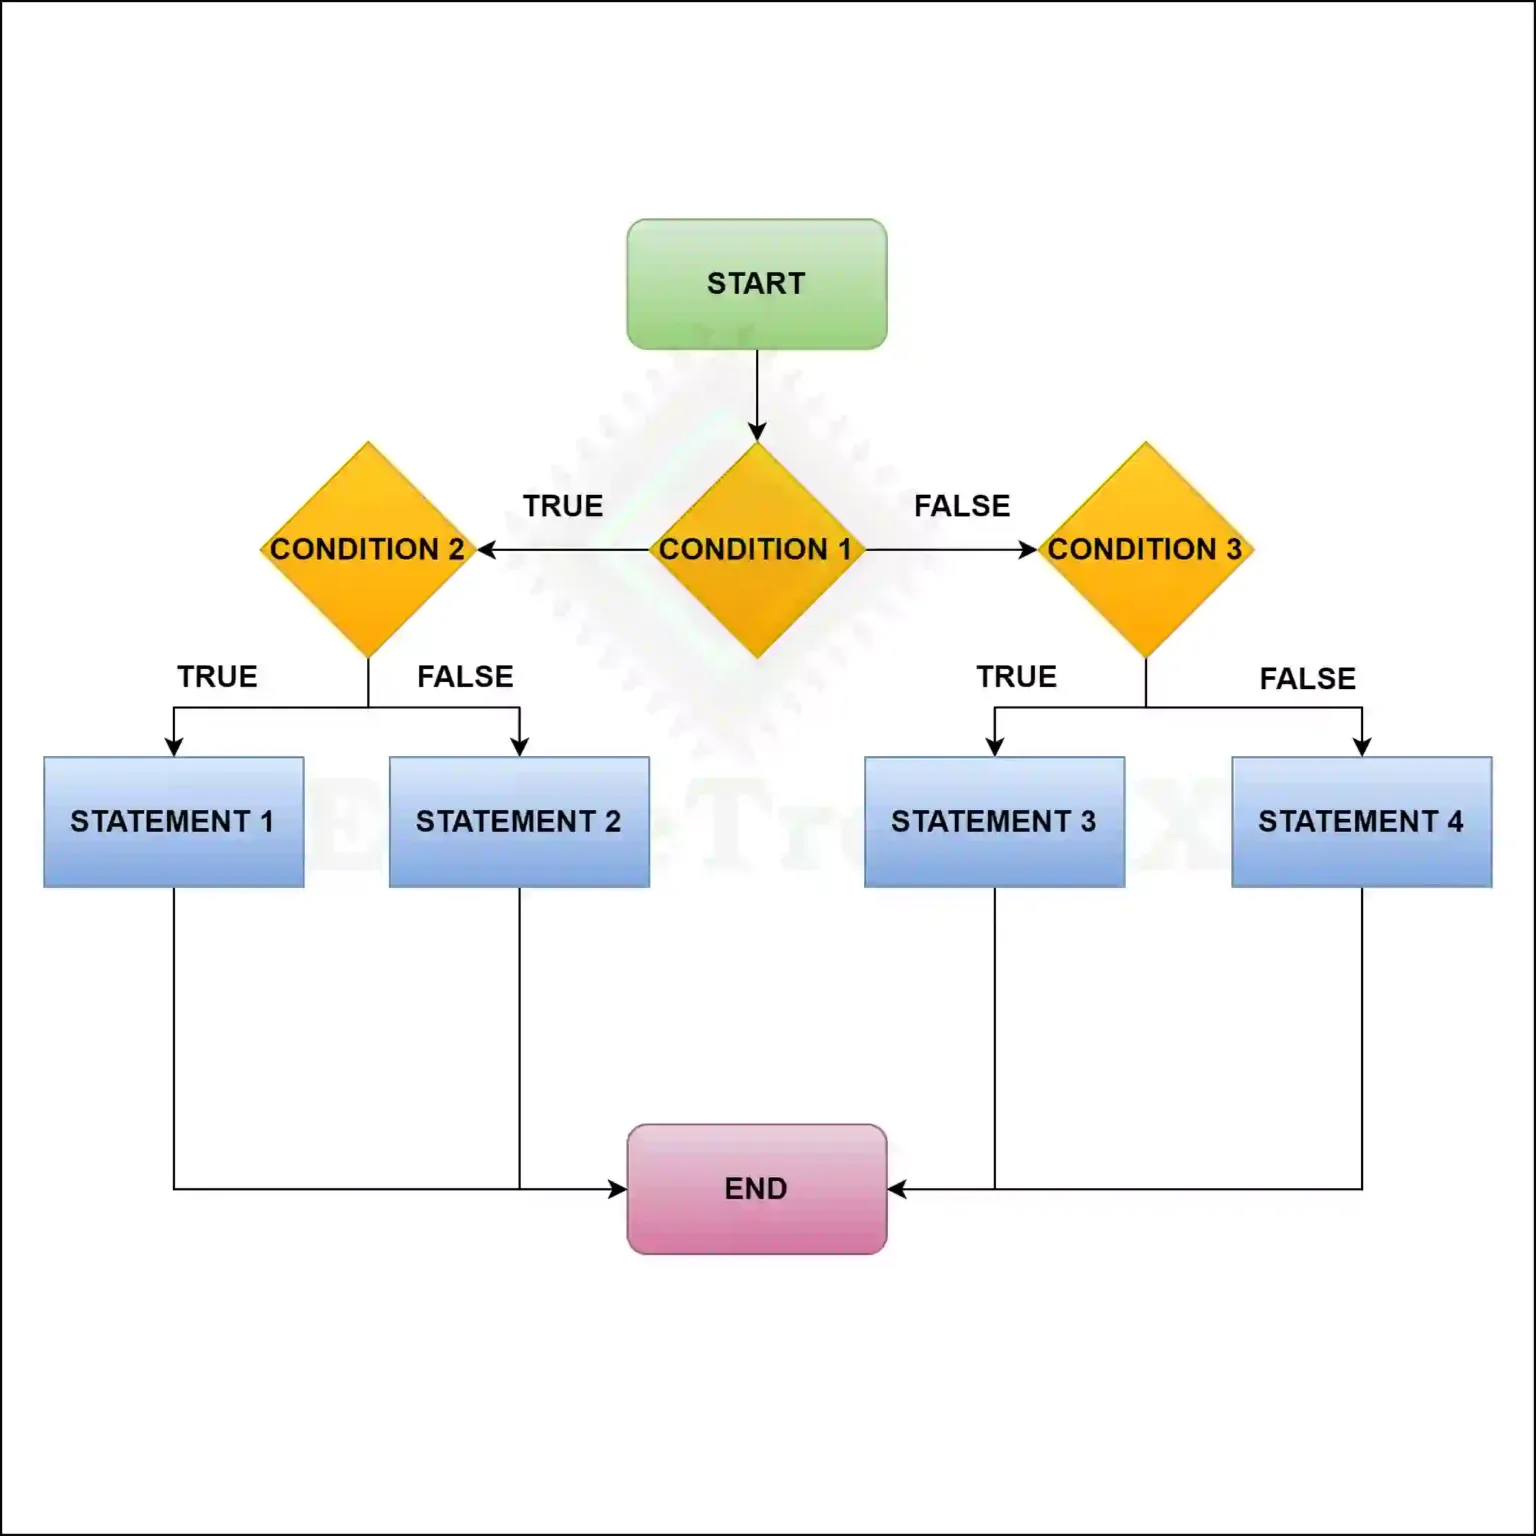 START
TRUE
FALSE
CONDITION 2
CONDITION 1
CONDITION 3
TRUE
FALSE
TRUE
FALSE
STATEMENT 1
STATEMENT 2
STATEMENT 3
STATEMENT 4
END